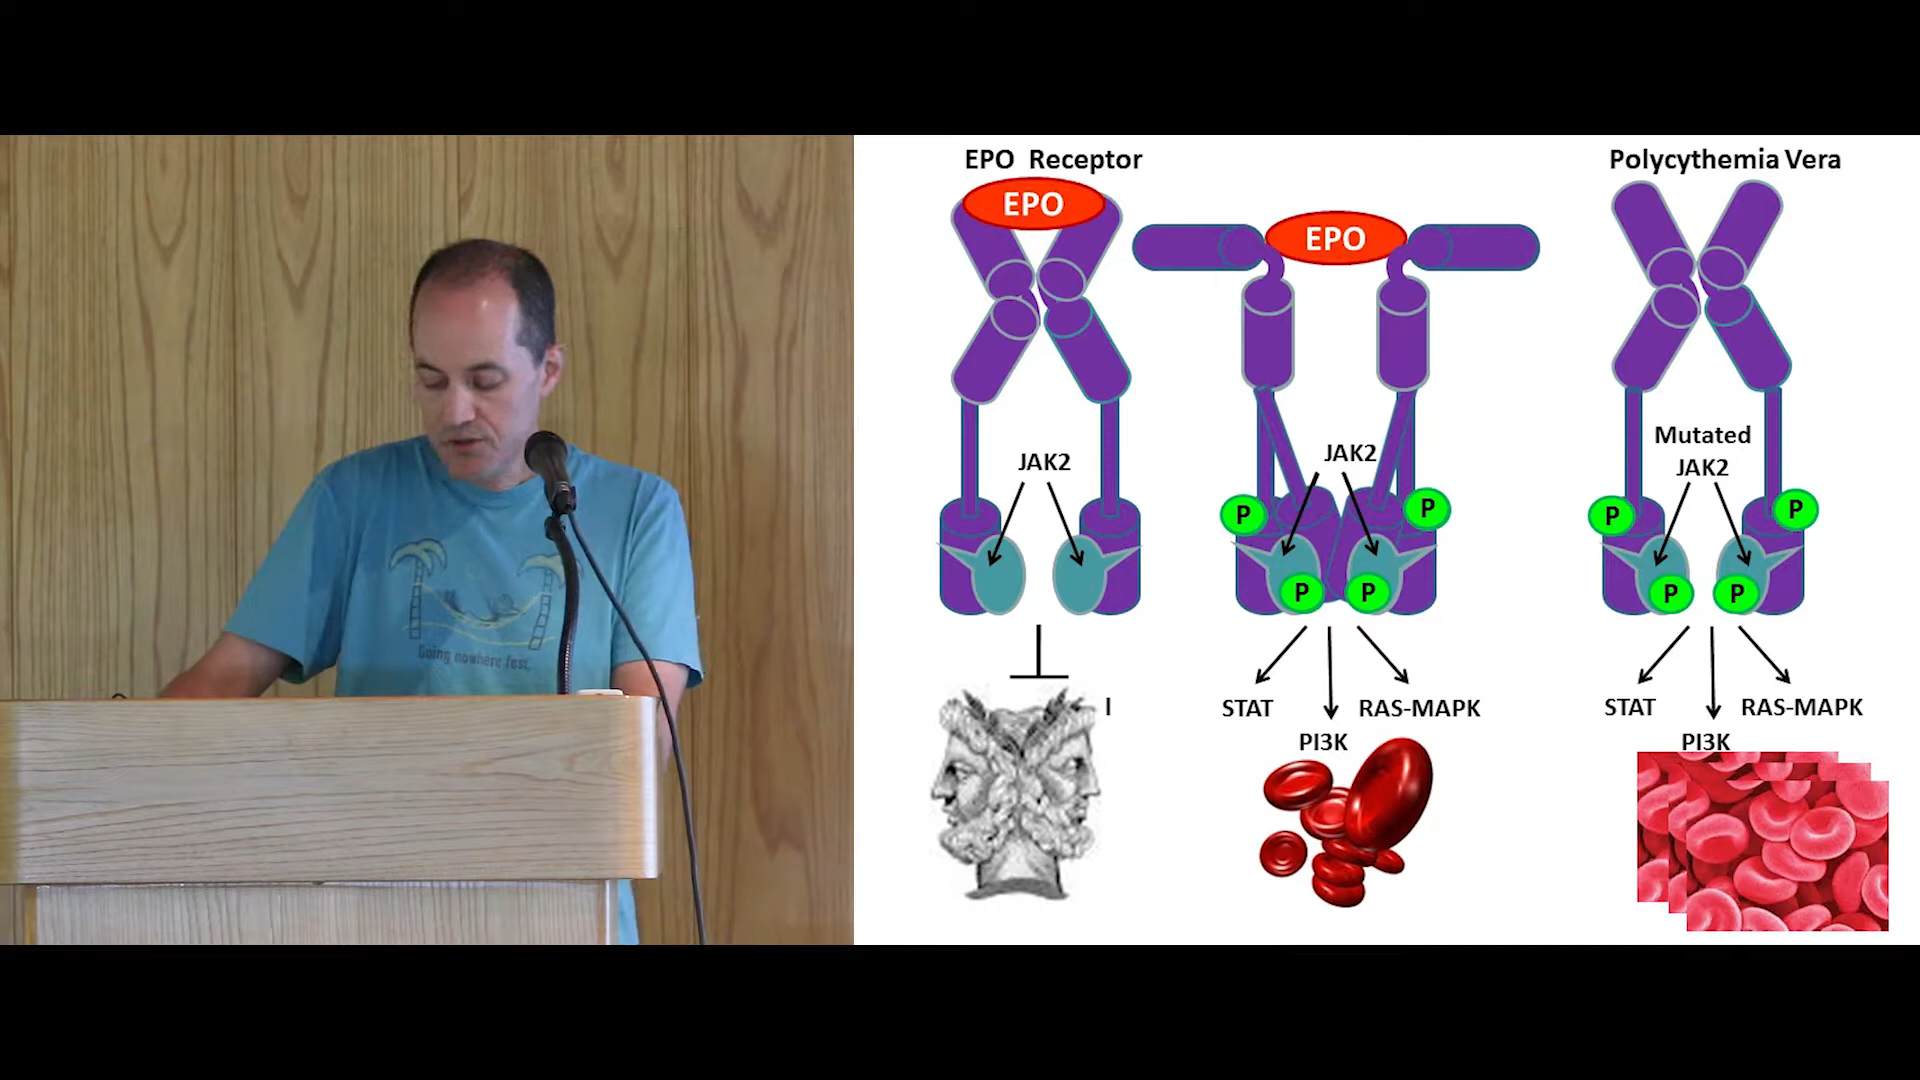 Going nowhere fast.
EPO Receptor
EPO
JAK2
I
EPO
JAK2
P
P
P
P
STAT
RAS-MAPK
PI3K
Polycythemia Vera
Mutated
JAK2
P
P
P
P
STAT
RAS-MAPK
PI3K